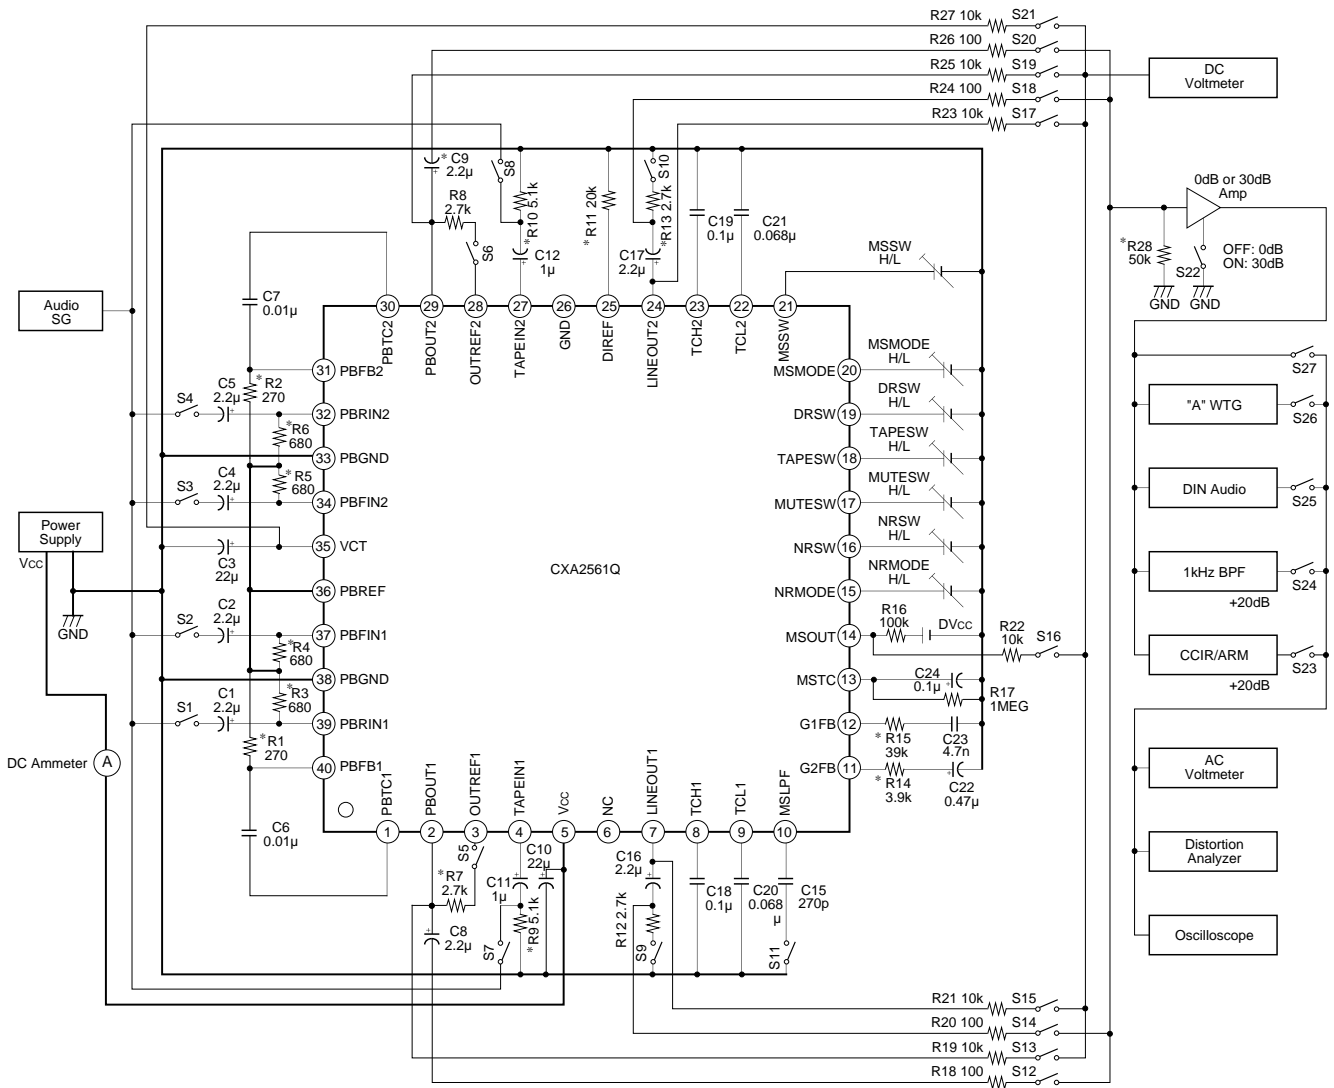 R27 10k S21
R26 100 S20
R25 10k S19
R24 100 S18
R23 10k S17
DC
Voltmeter
* C9
2.2µ
R8
2.7k
S6
S8
*R10 5.1k
C12
1µ
*R11 20k
S10
*R13 2.7k
C17
2.2µ
C19
0.1µ
C21
0.068µ
MSSW
H/L
0dB or 30dB
Amp
*R28
50k
S22
OFF: 0dB
ON: 30dB
GND
GND
Audio
SG
C7
0.01µ
30
29
28
27
26
25
24
23
22
21
PBTC2
PBOUT2
OUTREF2
TAPEIN2
GND
DIREF
LINEOUT2
TCH2
TCL2
MSSW
S27
"A" WTG
S26
DIN Audio
S25
1kHz BPF
+20dB
S24
CCIR/ARM
+20dB
S23
AC
Voltmeter
Distortion
Analyzer
Oscilloscope
31 PBFB2
32 PBRIN2
33 PBGND
34 PBFIN2
35 VCT
36 PBREF
37 PBFIN1
38 PBGND
39 PBRIN1
40 PBFB1
* R2
270
S4
C5
2.2µ
*R6
680
* R5
680
S3
C4
2.2µ
C3
22µ
S2
C2
2.2µ
*R4
680
* R3
680
S1
C1
2.2µ
*R1
270
C6
0.01µ
Power
Supply
Vcc
GND
DC Ammeter
A
CXA2561Q
MSMODE 20
MSMODE
H/L
DRSW 19
DRSW
H/L
TAPESW 18
TAPESW
H/L
MUTESW 17
MUTESW
H/L
NRSW 16
NRSW
H/L
NRMODE 15
NRMODE
H/L
MSOUT 14
R16
100k
DVcc
R22
10k
S16
MSTC 13
C24
0.1µ
R17
1MEG
G1FB 12
* R15
39k
C23
4.7n
G2FB 11
* R14
3.9k
C22
0.47µ
PBTC1
PBOUT1
OUTREF1
TAPEIN1
Vcc
NC
LINEOUT1
TCH1
TCL1
MSLPF
1
2
3
4
5
6
7
8
9
10
S5
*R7
2.7k
C8
2.2µ
C11
1µ
S7
*R9 5.1k
C10
22µ
C16
2.2µ
R12 2.7k
S9
C18
0.1µ
C20
0.068
µ
C15
270p
S11
R21 10k S15
R20 100 S14
R19 10k S13
R18 100 S12